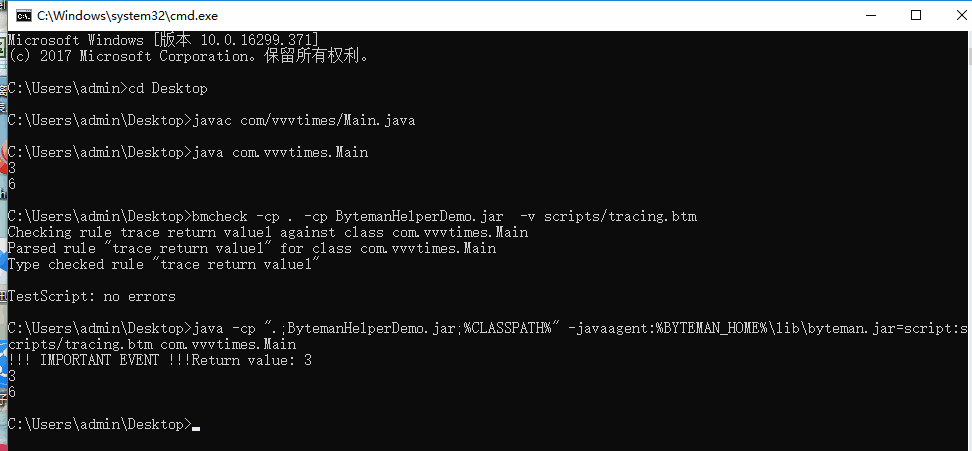 C:\Windows\system32\cmd.exe
Microsoft Windows [版本 10.0.16299.371]
(c) 2017 Microsoft Corporation。保留所有权利。
C:\Users\admin>cd Desktop
C:\Users\admin\Desktop>javac com/vvvtimes/Main.java
C:\Users\admin\Desktop>java com.vvvtimes.Main
3
6
C:\Users\admin\Desktop>bmcheck -cp . -cp BytemanHelperDemo.jar  -v scripts/tracing.btm
Checking rule trace return value1 against class com.vvvtimes.Main
Parsed rule "trace return value1" for class com.vvvtimes.Main
Type checked rule "trace return value1"
TestScript: no errors
C:\Users\admin\Desktop>java -cp ".;BytemanHelperDemo.jar;%CLASSPATH%" -javaagent:%BYTEMAN_HOME%\lib\byteman.jar=script:s
cripts/tracing.btm com.vvvtimes.Main
!!! IMPORTANT EVENT !!!Return value: 3
3
6
C:\Users\admin\Desktop>